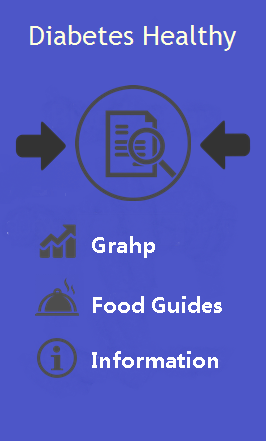 Diabetes Healthy
Grahp
Food Guides
Information